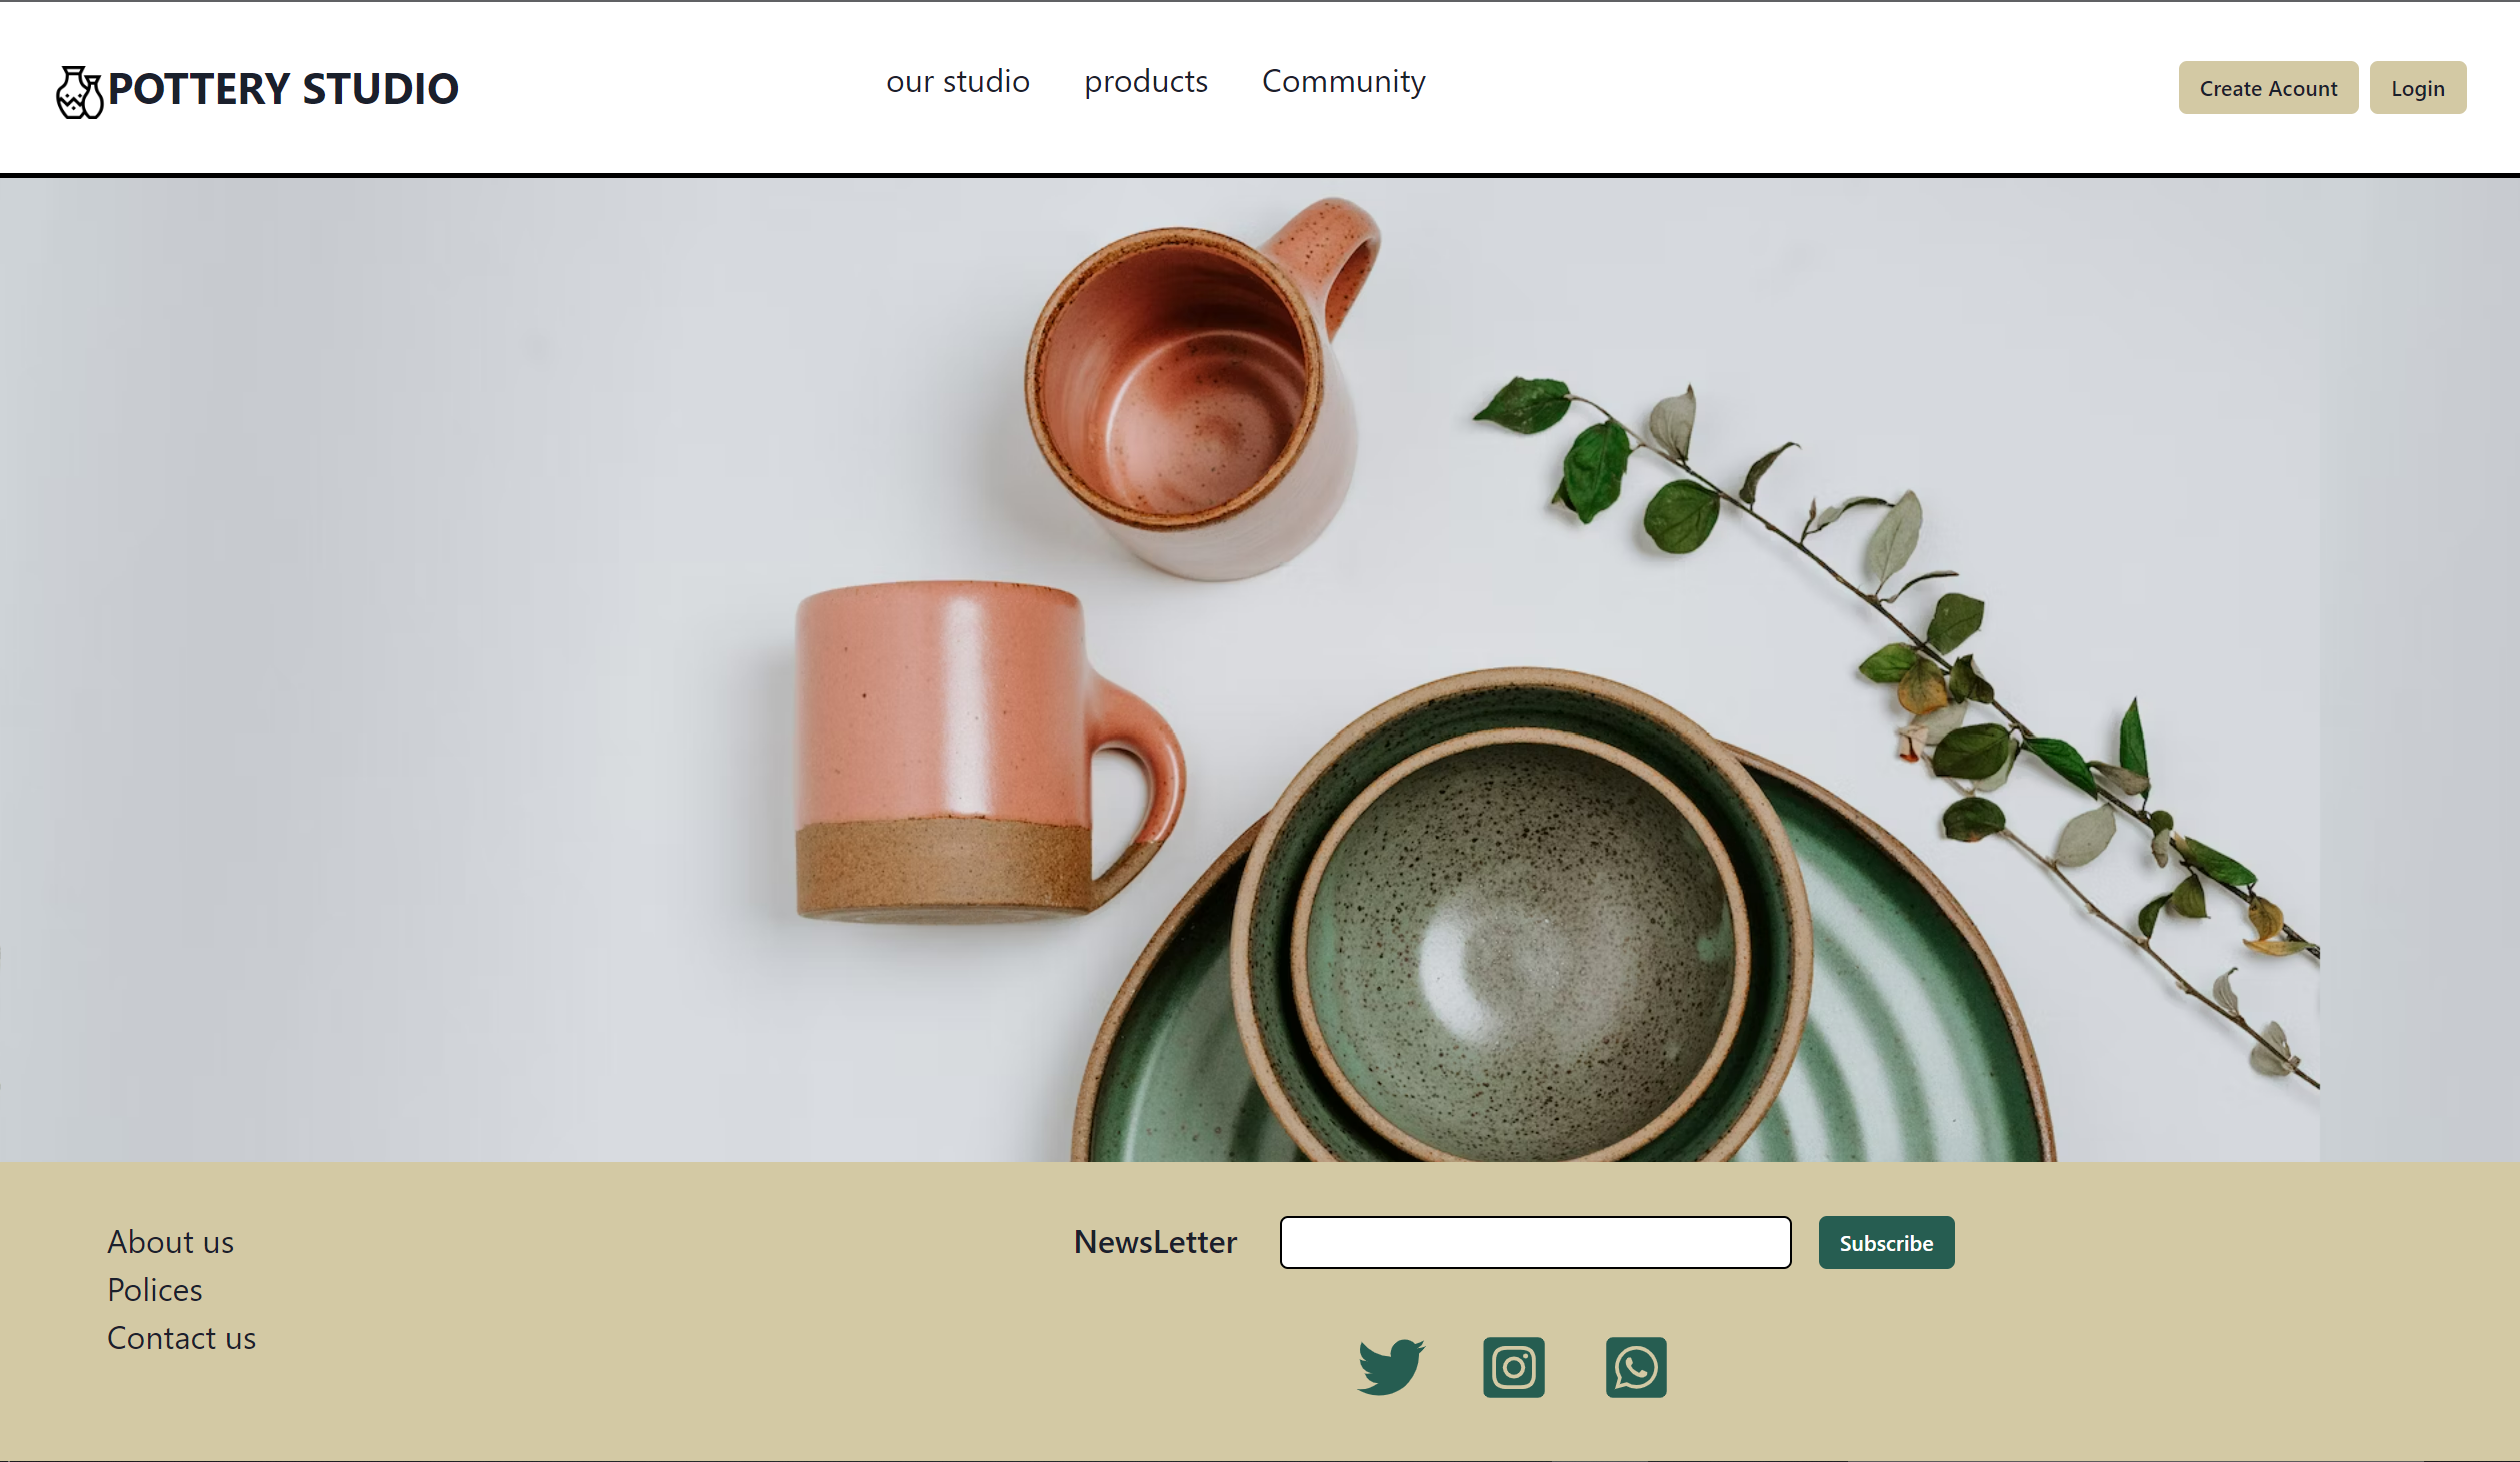 POTTERY STUDIO
our studio products Community
Create Acount Login
About us
Polices
Contact us
NewsLetter Subscribe